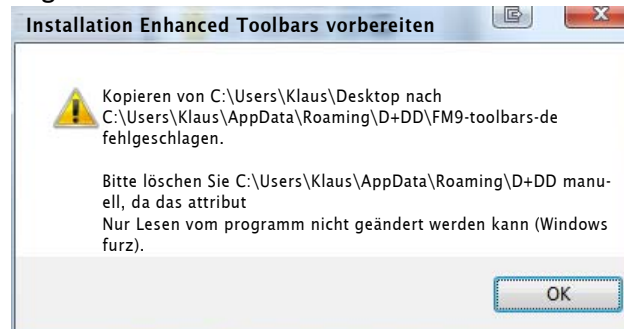 Installation Enhanced Toolbars vorbereiten
Kopieren von C:\Users\Klaus\Desktop nach
C:\Users\Klaus\AppData\Roaming\D+DD\FM9-toolbars-de
fehlgeschlagen.
Bitte löschen Sie C:\Users\Klaus\AppData\Roaming\D+DD manu-
ell, da das attribut
Nur Lesen vom programm nicht geändert werden kann (Windows
furz).
OK